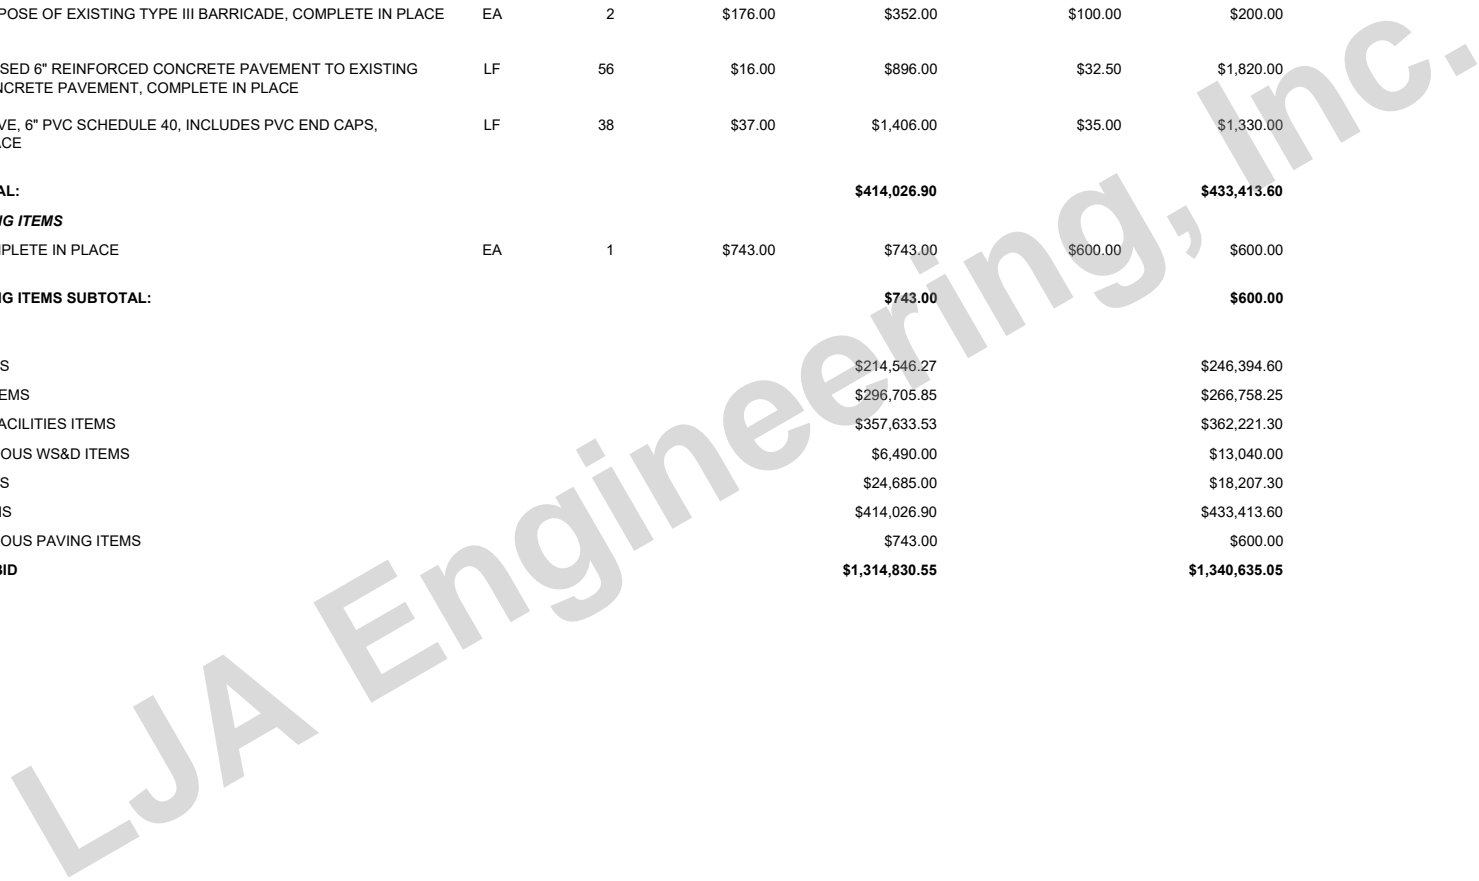 POSE OF EXISTING TYPE III BARRICADE, COMPLETE IN PLACE EA 2 $176.00 $352.00 $100.00 $200.00
SED 6" REINFORCED CONCRETE PAVEMENT TO EXISTING LF 56 $16.00 $896.00 $32.50 $1,820.00
NCRETE PAVEMENT, COMPLETE IN PLACE
VE, 6" PVC SCHEDULE 40, INCLUDES PVC END CAPS, LF 38 $37.00 $1,406.00 $35.00 $1,330.00
ACE
AL: $414,026.90 $433,413.60
NG ITEMS
MPLETE IN PLACE EA 1 $743.00 $743.00 $600.00 $600.00
NG ITEMS SUBTOTAL: $743.00 $600.00
S $214,546.27 $246,394.60
EMS $296,705.85 $266,758.25
ACILITIES ITEMS $357,633.53 $362,221.30
OUS WS&D ITEMS $6,490.00 $13,040.00
S $24,685.00 $18,207.30
MS $414,026.90 $433,413.60
OUS PAVING ITEMS $743.00 $600.00
BID $1,314,830.55 $1,340,635.05
LJA Engineering, Inc.